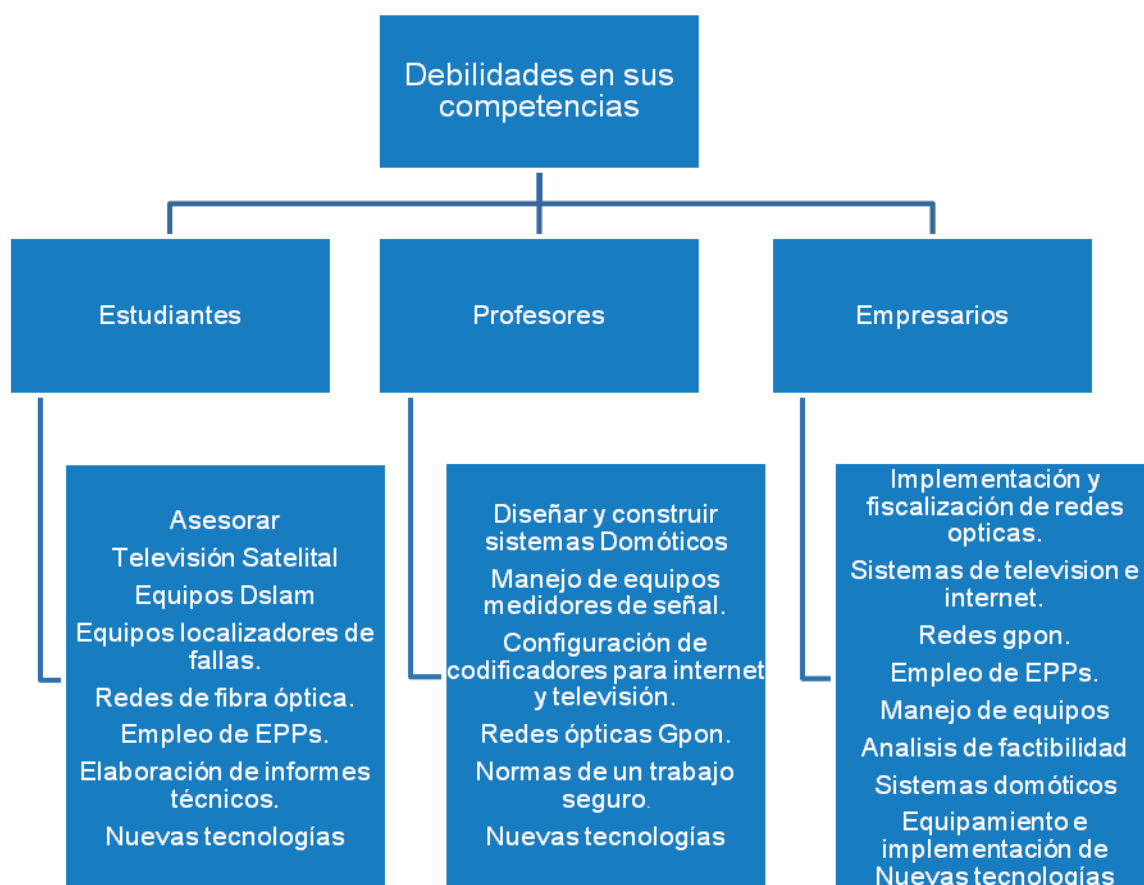 Debilidades en sus
competencias
Estudiantes
Profesores
Empresarios
Asesorar
Televisión Satelital
Equipos Dslam
Equipos localizadores de
fallas.
Redes de fibra óptica.
Empleo de EPPs.
Elaboración de informes
técnicos.
Nuevas tecnologías
Diseñar y construir
sistemas Domóticos
Manejo de equipos
medidores de señal.
Configuración de
codificadores para internet
y televisión.
Redes ópticas Gpon.
Normas de un trabajo
seguro.
Nuevas tecnologías
Implementación y
fiscalización de redes
opticas.
Sistemas de television e
internet.
Redes gpon.
Empleo de EPPs.
Manejo de equipos
Analisis de factibilidad
Sistemas domóticos
Equipamiento e
implementación de
Nuevas tecnologías